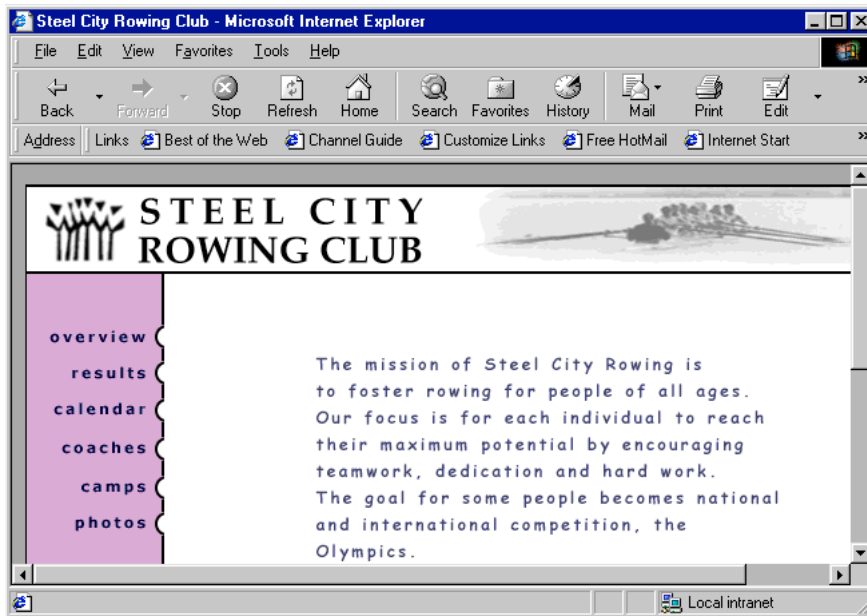 Steel City Rowing Club - Microsoft Internet Explorer
File Edit View Favorites Tools Help
Back Forward Stop Refresh Home Search Favorites History Mail Print Edit »
Address Links Best of the Web Channel Guide Customize Links Free HotMail Internet Start »
STEEL CITY
ROWING CLUB
overview
results
calendar
coaches
camps
photos
The mission of Steel City Rowing is
to foster rowing for people of all ages.
Our focus is for each individual to reach
their maximum potential by encouraging
teamwork, dedication and hard work.
The goal for some people becomes national
and international competition, the
Olympics.
Local intranet